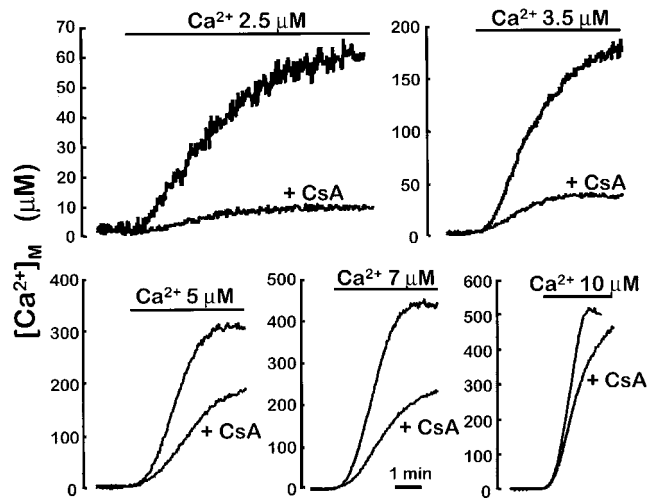 Ca²⁺ 2.5 µM
Ca²⁺ 3.5 µM
70
60
50
40
30
20
10
0
+ CsA
200
150
100
50
0
+ CsA
[Ca²⁺]M (µM)
Ca²⁺ 5 µM
Ca²⁺ 7 µM
Ca²⁺ 10 µM
400
300
200
100
0
+ CsA
500
400
300
200
100
0
+ CsA
1 min
600
500
400
300
200
100
0
+ CsA